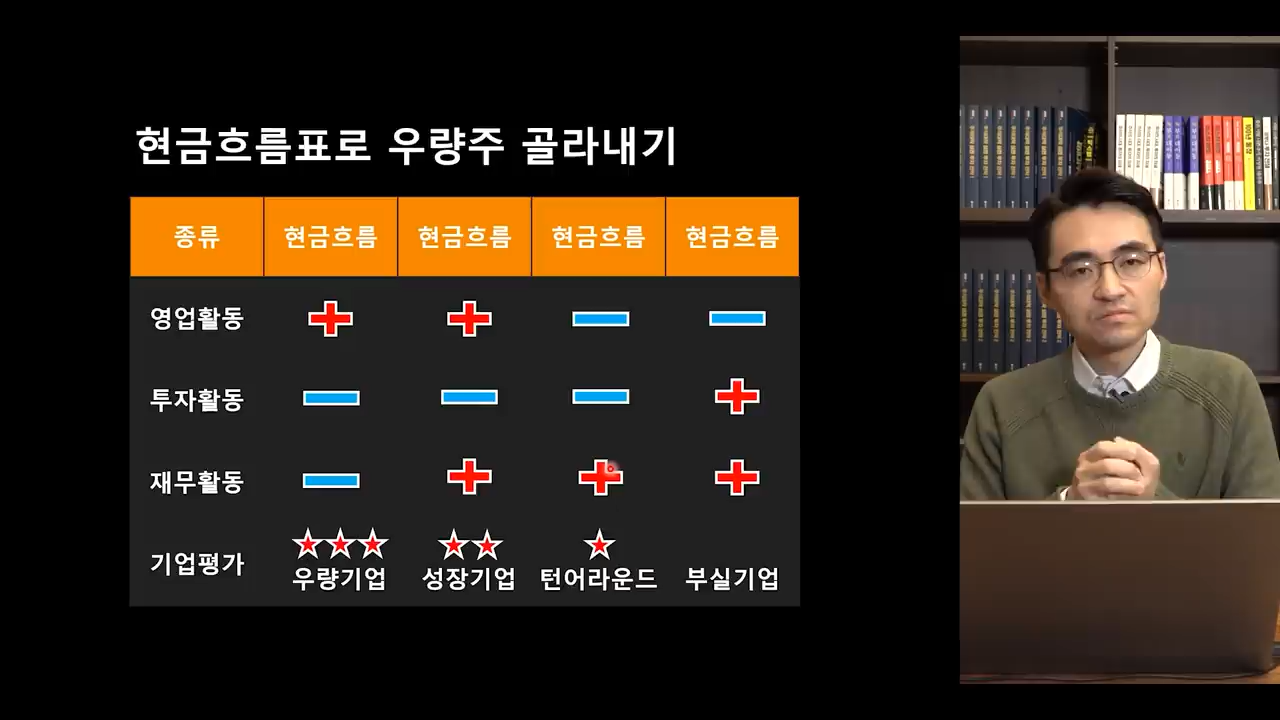 현금흐름표로 우량주 골라내기
종류 현금흐름 현금흐름 현금흐름 현금흐름
영업활동
투자활동
재무활동
기업평가
우량기업 성장기업 턴어라운드 부실기업